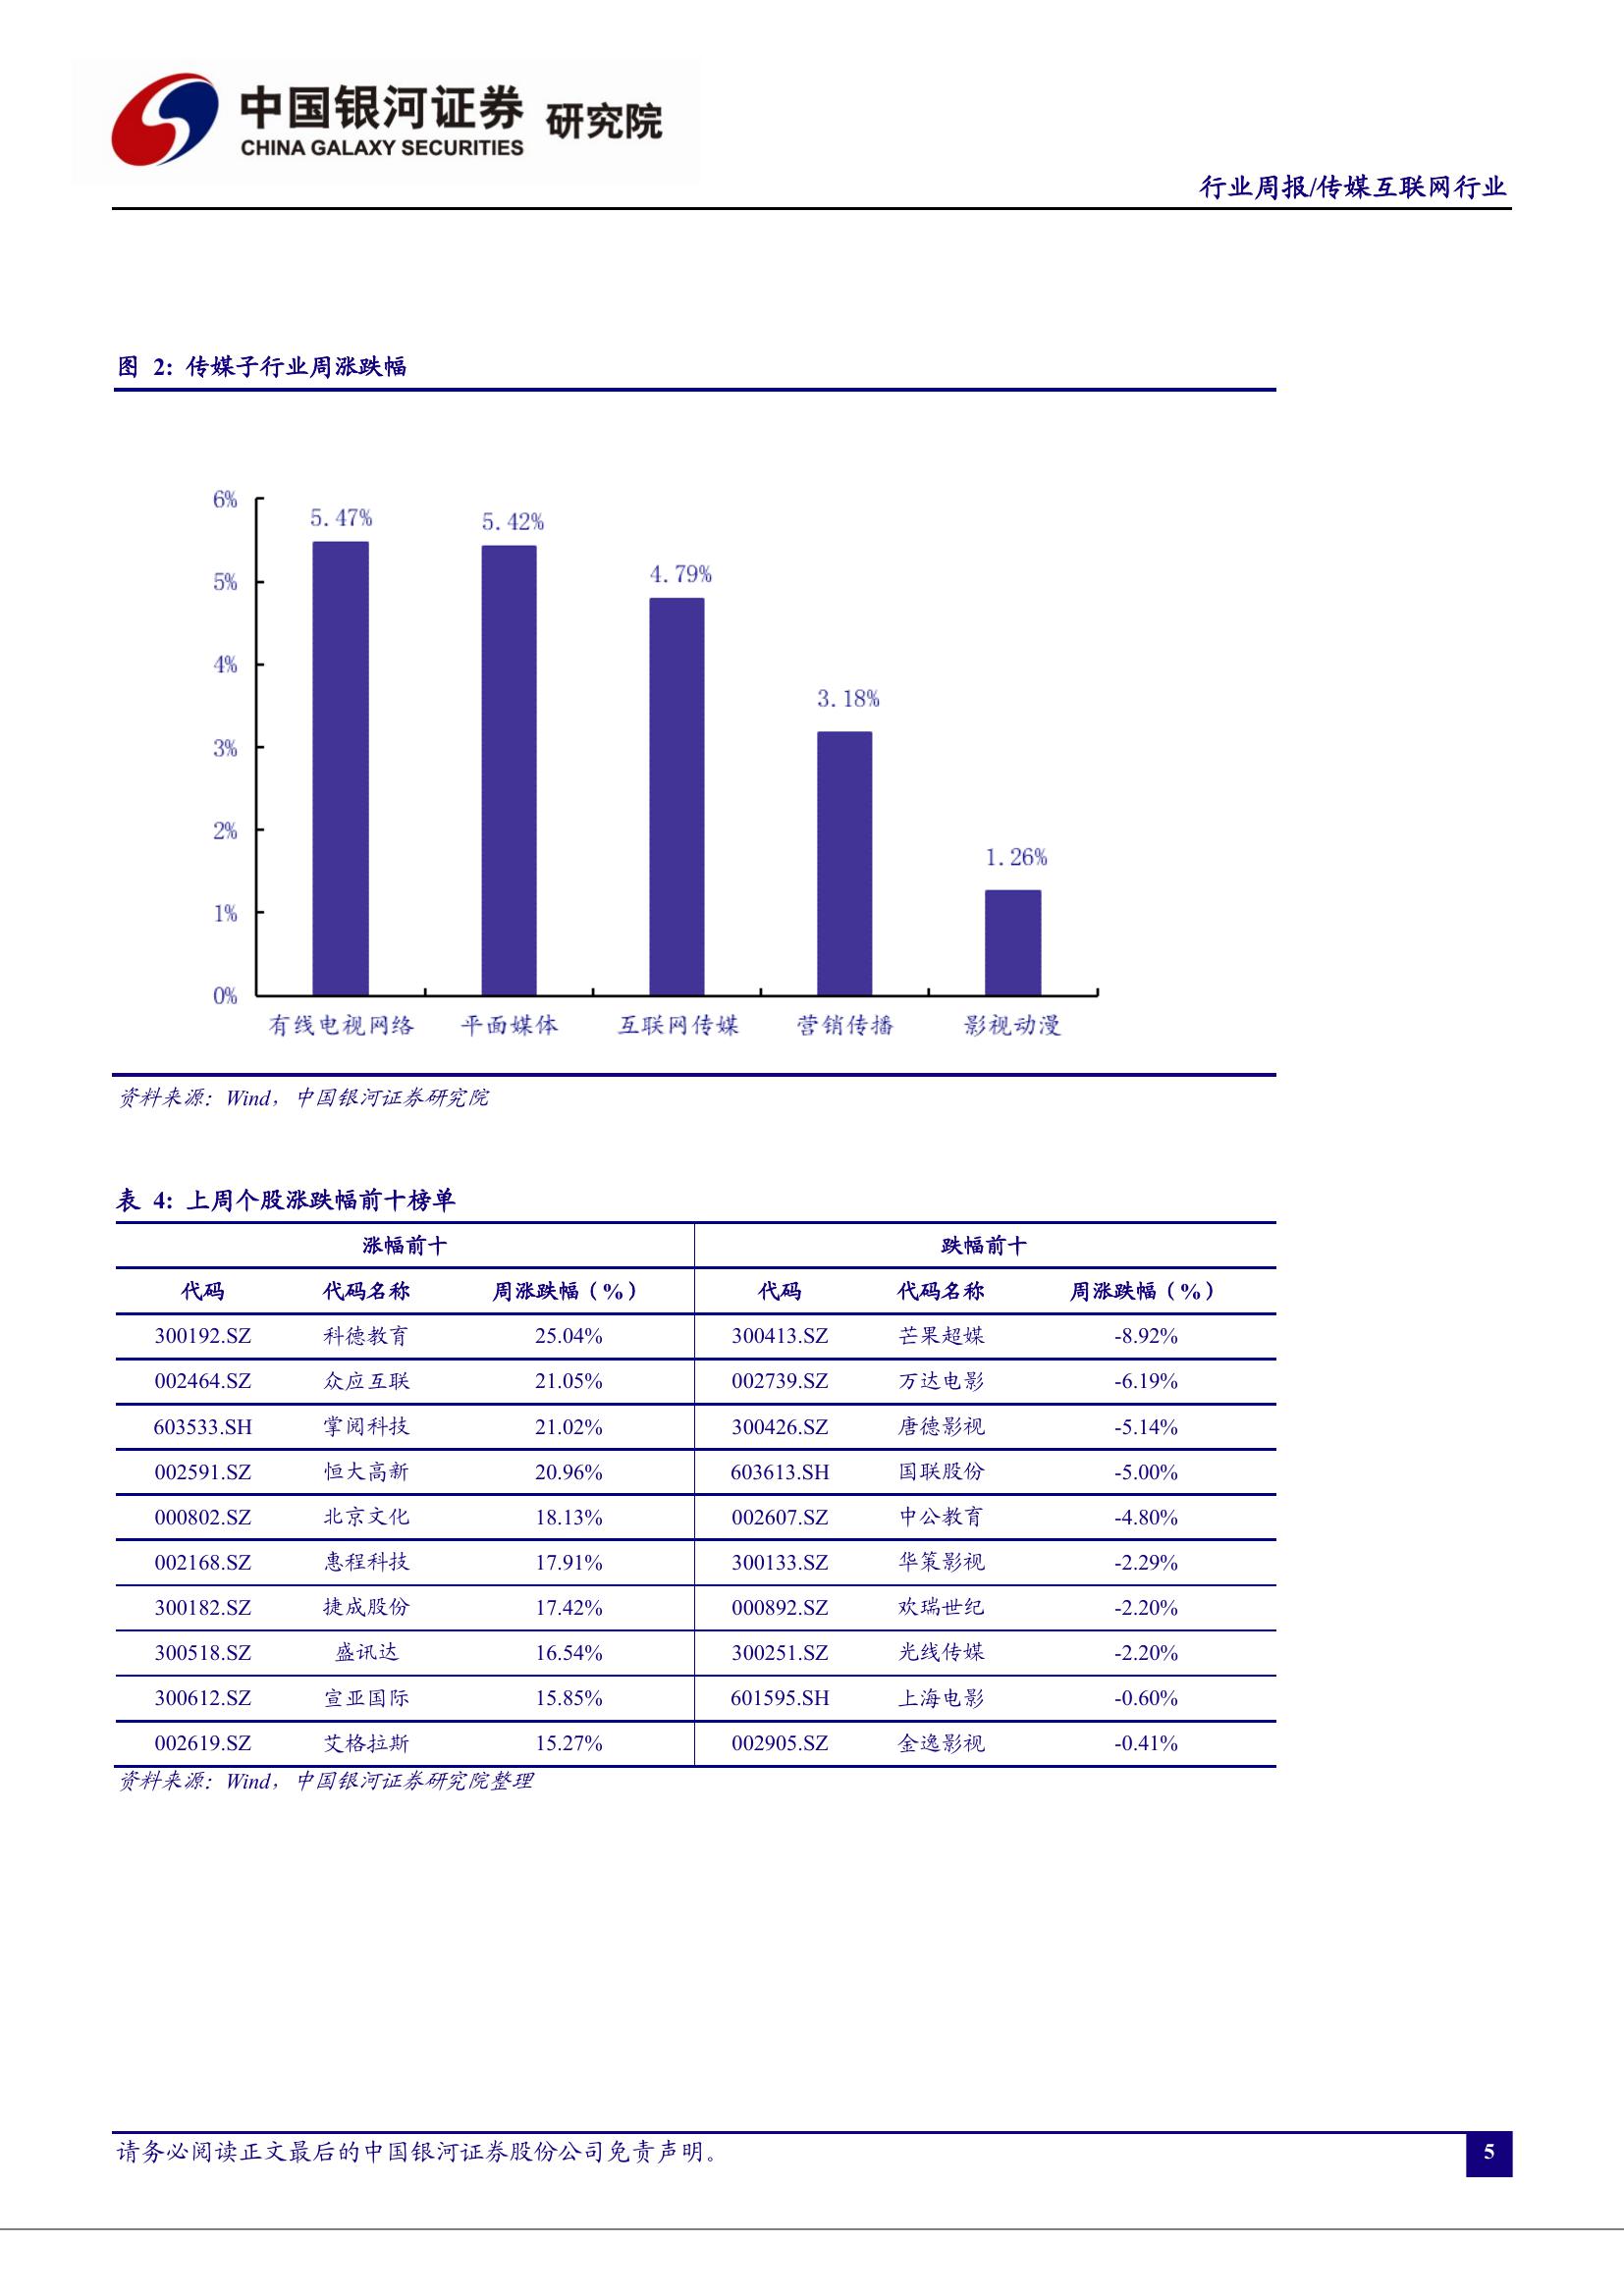 中国银河证券 研究院
CHINA GALAXY SECURITIES
行业周报/传媒互联网行业
图 2: 传媒子行业周涨跌幅
6%
5%
4%
3%
2%
1%
0%
5.47%
5.42%
4.79%
3.18%
1.26%
有线电视网络 平面媒体 互联网传媒 营销传播 影视动漫
资料来源：Wind，中国银河证券研究院
表 4: 上周个股涨跌幅前十榜单
涨幅前十 跌幅前十
代码 代码名称 周涨跌幅（%） 代码 代码名称 周涨跌幅（%）
300192.SZ 科德教育 25.04% 300413.SZ 芒果超媒 -8.92%
002464.SZ 众应互联 21.05% 002739.SZ 万达电影 -6.19%
603533.SH 掌阅科技 21.02% 300426.SZ 唐德影视 -5.14%
002591.SZ 恒大高新 20.96% 603613.SH 国联股份 -5.00%
000802.SZ 北京文化 18.13% 002607.SZ 中公教育 -4.80%
002168.SZ 惠程科技 17.91% 300133.SZ 华策影视 -2.29%
300182.SZ 捷成股份 17.42% 000892.SZ 欢瑞世纪 -2.20%
300518.SZ 盛讯达 16.54% 300251.SZ 光线传媒 -2.20%
300612.SZ 宣亚国际 15.85% 601595.SH 上海电影 -0.60%
002619.SZ 艾格拉斯 15.27% 002905.SZ 金逸影视 -0.41%
资料来源：Wind，中国银河证券研究院整理
请务必阅读正文最后的中国银河证券股份公司免责声明。
5